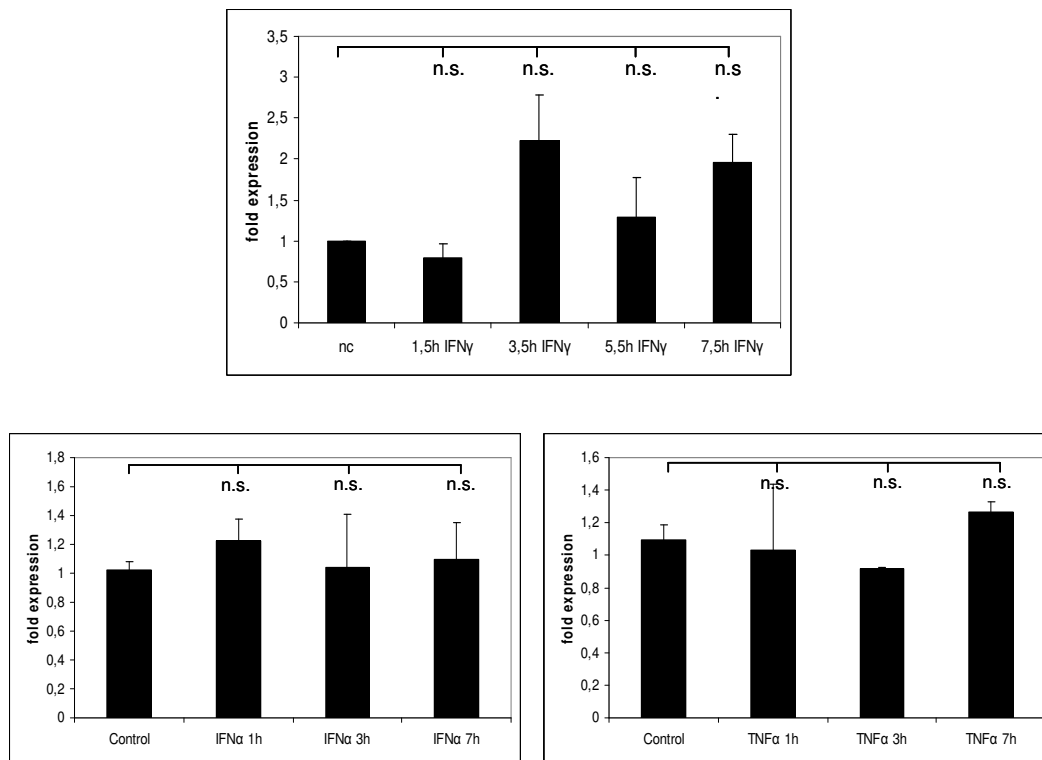 3,5
3
2,5
2
1,5
1
0,5
0
fold expression
n.s.
n.s.
n.s.
n.s
.
nc
1,5h IFNγ
3,5h IFNγ
5,5h IFNγ
7,5h IFNγ
1,8
1,6
1,4
1,2
1
0,8
0,6
0,4
0,2
0
fold expression
n.s.
n.s.
n.s.
Control
IFNα 1h
IFNα 3h
IFNα 7h
1,6
1,4
1,2
1
0,8
0,6
0,4
0,2
0
fold expression
n.s.
n.s.
n.s.
Control
TNFα 1h
TNFα 3h
TNFα 7h